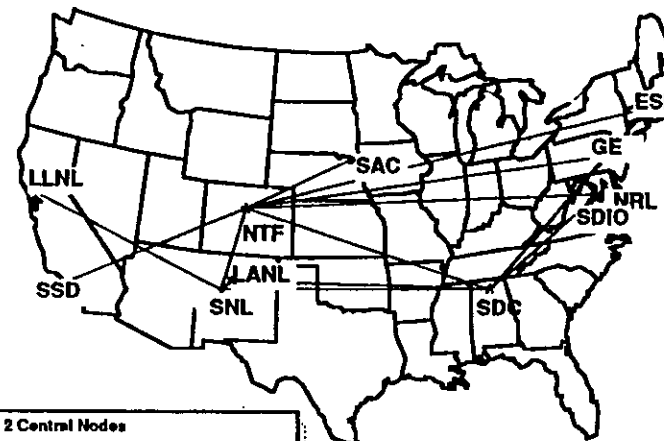 ES
GE
SAC
LLNL
NRL
SDIO
NTF
LANL
SSD
SNL
SDC
2 Central Nodes